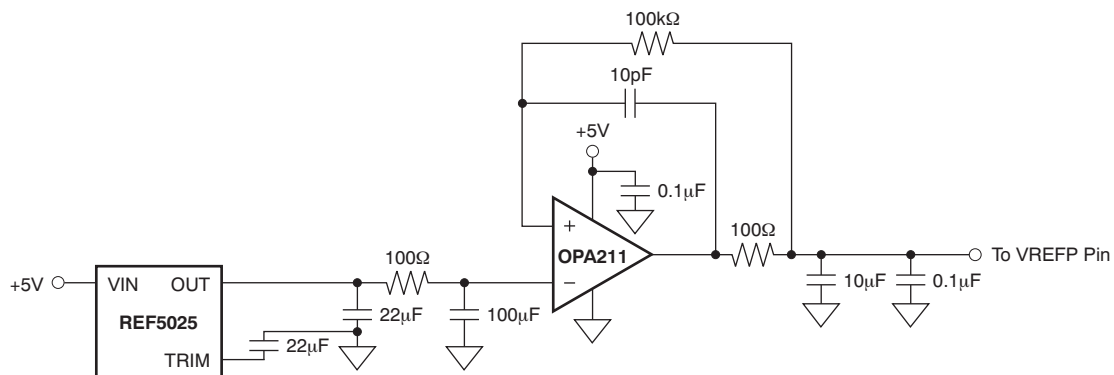 100kΩ
10pF
+5V
0.1µF
+
OPA211
−
100Ω
To VREFP Pin
10µF
0.1µF
+5V
VIN
OUT
REF5025
TRIM
22µF
22µF
100Ω
100µF